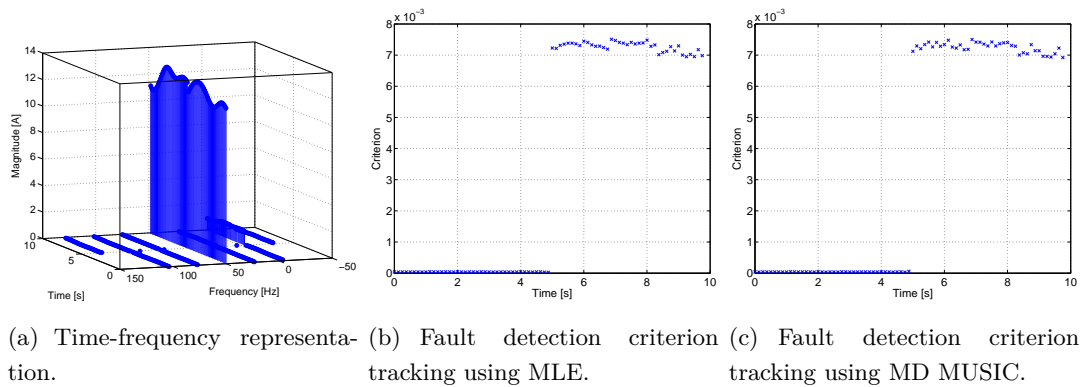 14
12
10
8
6
4
2
0
Magnitude [A]
10
5
0
Time [s]
150
100
50
0
−50
Frequency [Hz]
x 10−3
8
7
6
5
4
3
2
1
0
Criterion
0 2 4 6 8 10
Time [s]
x 10−3
8
7
6
5
4
3
2
1
0
Criterion
0 2 4 6 8 10
Time [s]
(a) Time-frequency representa-
tion.
(b) Fault detection criterion
tracking using MLE.
(c) Fault detection criterion
tracking using MD MUSIC.